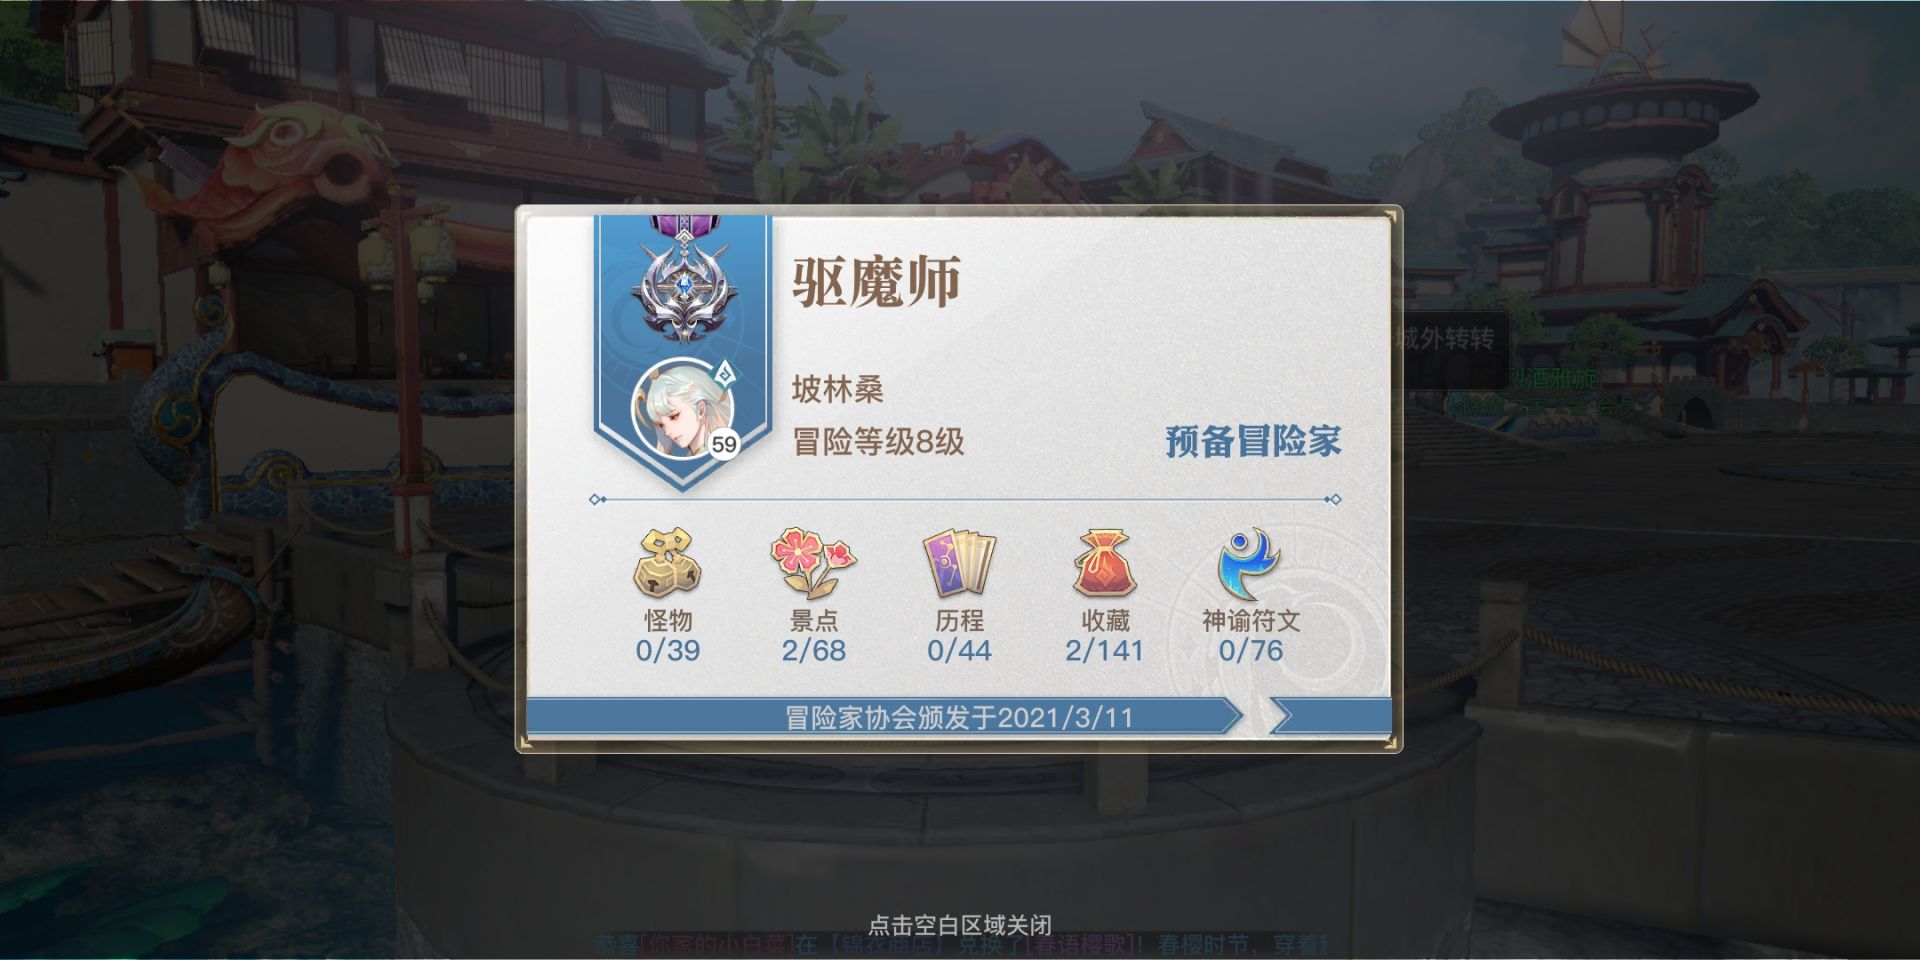 驱魔师
59
坡林桑
冒险等级8级
预备冒险家
城外转转
烈酒雅旋
怪物
景点
历程
收藏
神谕符文
0/39
2/68
0/44
2/141
0/76
冒险家协会颁发于2021/3/11
点击空白区域关闭
恭喜[你家的小白菜]在【锦衣商店】兑换了[春语樱歌]！春樱时节，穿着